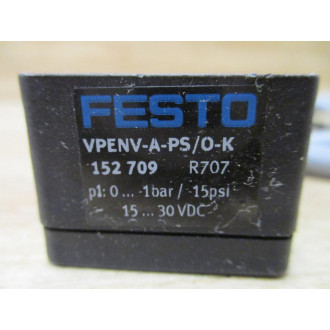 FESTO
VPENV-A-PS/O-K
152 709 R707
p1: 0 ... -1bar / -15psi
15 ... 30 VDC